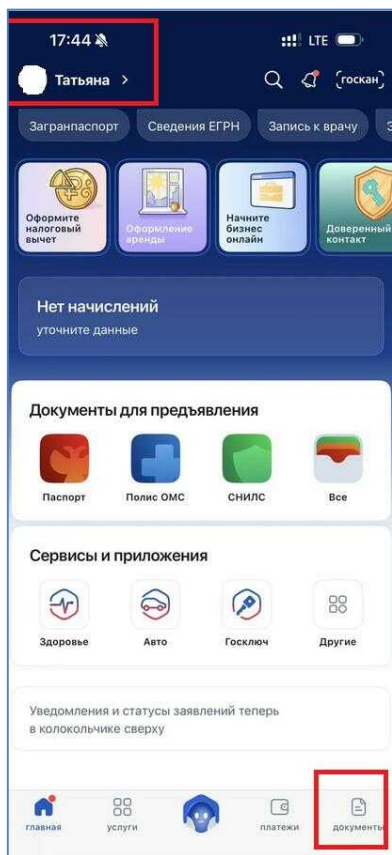 17:44 LTE
Татьяна > госкан
Загранпаспорт Сведения ЕГРН Запись к врачу
Оформите
налоговый
вычет
Оформление
аренды
Начните
бизнес
онлайн
Доверенный
контакт
Нет начислений
уточните данные
Документы для предъявления
Паспорт Полис ОМС СНИЛС Все
Сервисы и приложения
Здоровье Авто Госключ Другие
Уведомления и статусы заявлений теперь
в колокольчике сверху
главная услуги платежи документы